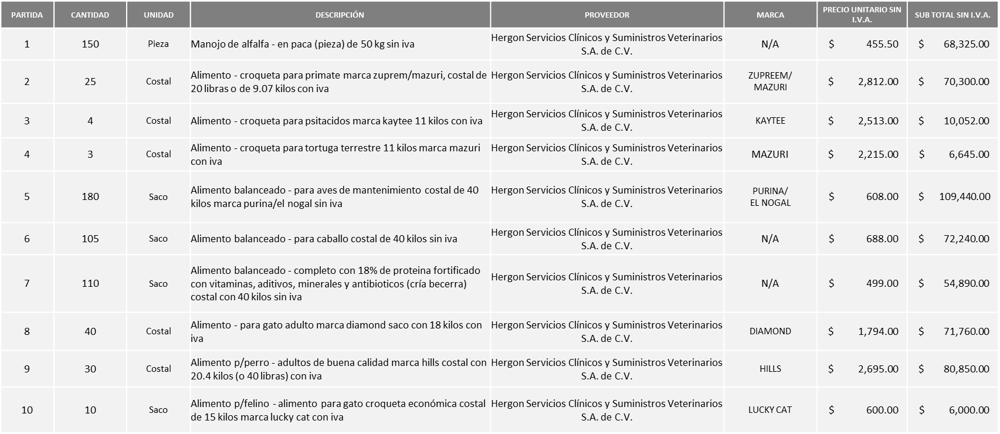 PARTIDA CANTIDAD UNIDAD DESCRIPCIÓN PROVEEDOR MARCA PRECIO UNITARIO SIN I.V.A. SUB TOTAL SIN I.V.A.
1 150 Pieza Manojo de alfalfa - en paca (pieza) de 50 kg sin iva Hergon Servicios Clínicos y Suministros Veterinarios S.A. de C.V. N/A $ 455.50 $ 68,325.00
2 25 Costal Alimento - croqueta para primate marca zuprem/mazuri, costal de 20 libras o de 9.07 kilos con iva Hergon Servicios Clínicos y Suministros Veterinarios S.A. de C.V. ZUPREEM/ MAZURI $ 2,812.00 $ 70,300.00
3 4 Costal Alimento - croqueta para psitacidos marca kaytee 11 kilos con iva Hergon Servicios Clínicos y Suministros Veterinarios S.A. de C.V. KAYTEE $ 2,513.00 $ 10,052.00
4 3 Costal Alimento - croqueta para tortuga terrestre 11 kilos marca mazuri con iva Hergon Servicios Clínicos y Suministros Veterinarios S.A. de C.V. MAZURI $ 2,215.00 $ 6,645.00
5 180 Saco Alimento balanceado - para aves de mantenimiento costal de 40 kilos marca purina/el nogal sin iva Hergon Servicios Clínicos y Suministros Veterinarios S.A. de C.V. PURINA/ EL NOGAL $ 608.00 $ 109,440.00
6 105 Saco Alimento balanceado - para caballo costal de 40 kilos sin iva Hergon Servicios Clínicos y Suministros Veterinarios S.A. de C.V. N/A $ 688.00 $ 72,240.00
7 110 Saco Alimento balanceado - completo con 18% de proteina fortificado con vitaminas, aditivos, minerales y antibioticos (cría becerra) costal con 40 kilos sin iva Hergon Servicios Clínicos y Suministros Veterinarios S.A. de C.V. N/A $ 499.00 $ 54,890.00
8 40 Costal Alimento - para gato adulto marca diamond saco con 18 kilos con iva Hergon Servicios Clínicos y Suministros Veterinarios S.A. de C.V. DIAMOND $ 1,794.00 $ 71,760.00
9 30 Costal Alimento p/perro - adultos de buena calidad marca hills costal con 20.4 kilos (o 40 libras) con iva Hergon Servicios Clínicos y Suministros Veterinarios S.A. de C.V. HILLS $ 2,695.00 $ 80,850.00
10 10 Saco Alimento p/felino - alimento para gato croqueta económica costal de 15 kilos marca lucky cat con iva Hergon Servicios Clínicos y Suministros Veterinarios S.A. de C.V. LUCKY CAT $ 600.00 $ 6,000.00